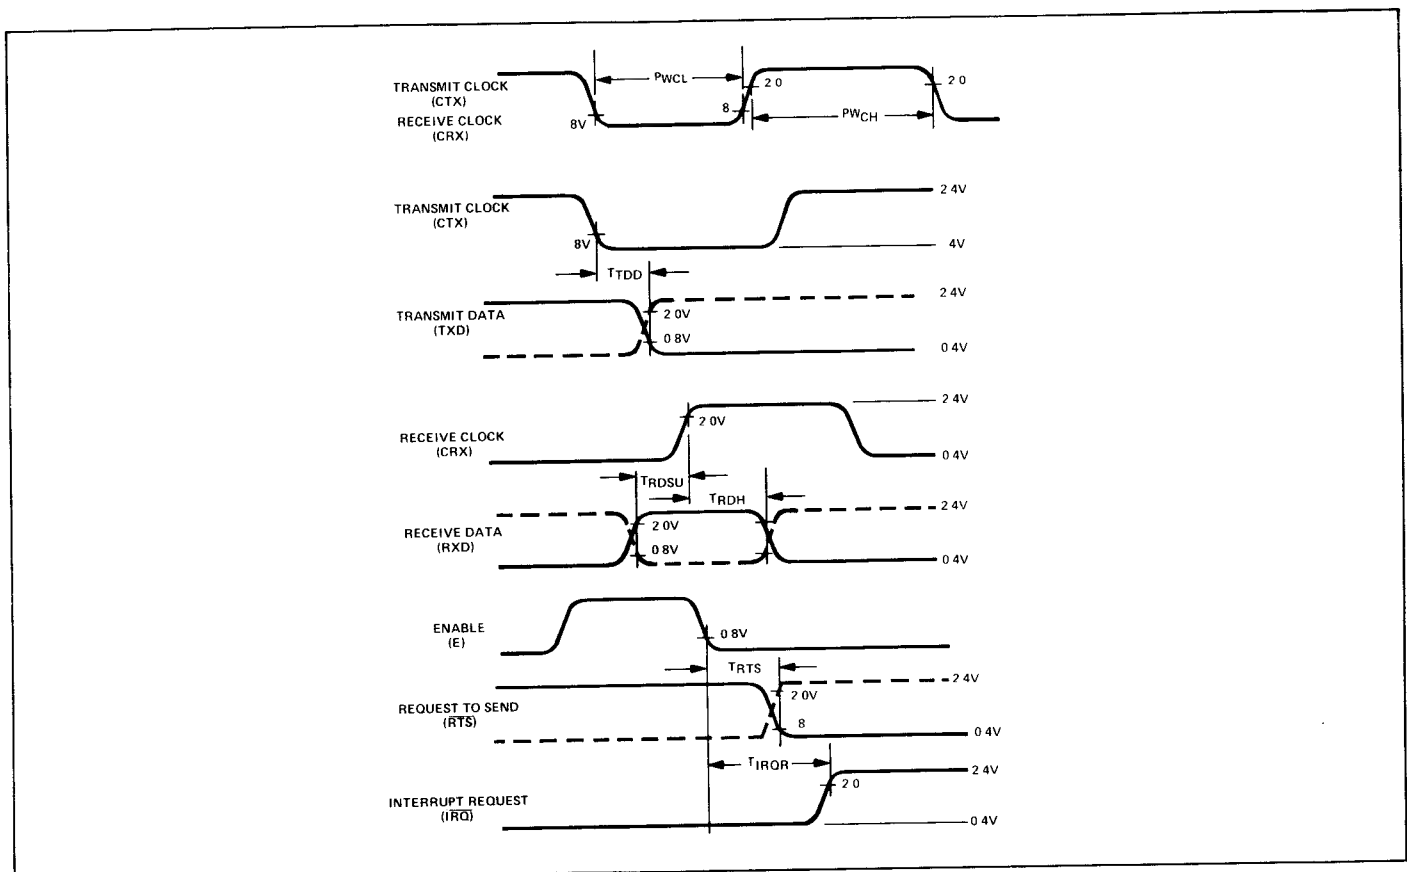 PWCL
TRANSMIT CLOCK
(CTX)
RECEIVE CLOCK
(CRX)
8V
8
2 0
2 0
PWCH
TRANSMIT CLOCK
(CTX)
8V
2 4V
4V
TTDD
TRANSMIT DATA
(TXD)
2 0V
0 8V
2 4V
0 4V
RECEIVE CLOCK
(CRX)
2 0V
2 4V
0 4V
TRDSU
TRDH
RECEIVE DATA
(RXD)
2 0V
0 8V
2 4V
0 4V
ENABLE
(E)
0 8V
TRTS
REQUEST TO SEND
(RTS)
2 0V
8
2 4V
0 4V
TIRQR
INTERRUPT REQUEST
(IRQ)
2 0
2 4V
0 4V